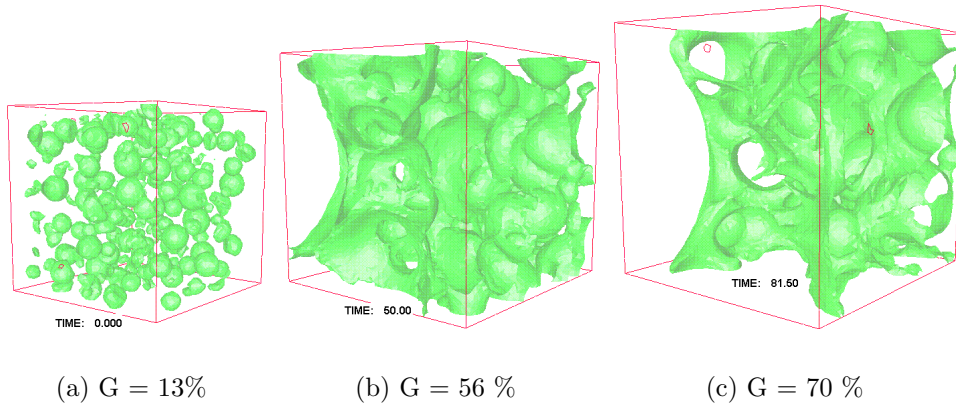 TIME: 0.000
TIME: 50.00
TIME: 81.50
(a) G = 13%
(b) G = 56 %
(c) G = 70 %